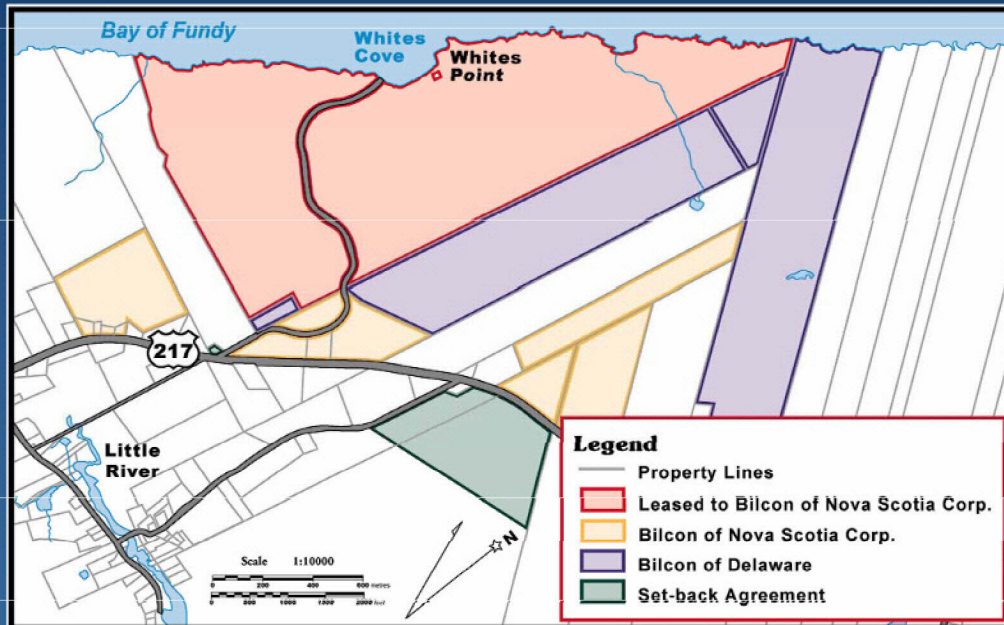 Bay of Fundy
Whites
Cove
Whites
Point
217
Little
River
Legend
Property Lines
Leased to Bilcon of Nova Scotia Corp.
Bilcon of Nova Scotia Corp.
Bilcon of Delaware
Set-back Agreement
N
Scale 1:10000
0 200 400 600 metres
0 500 1000 1500 2000 feet